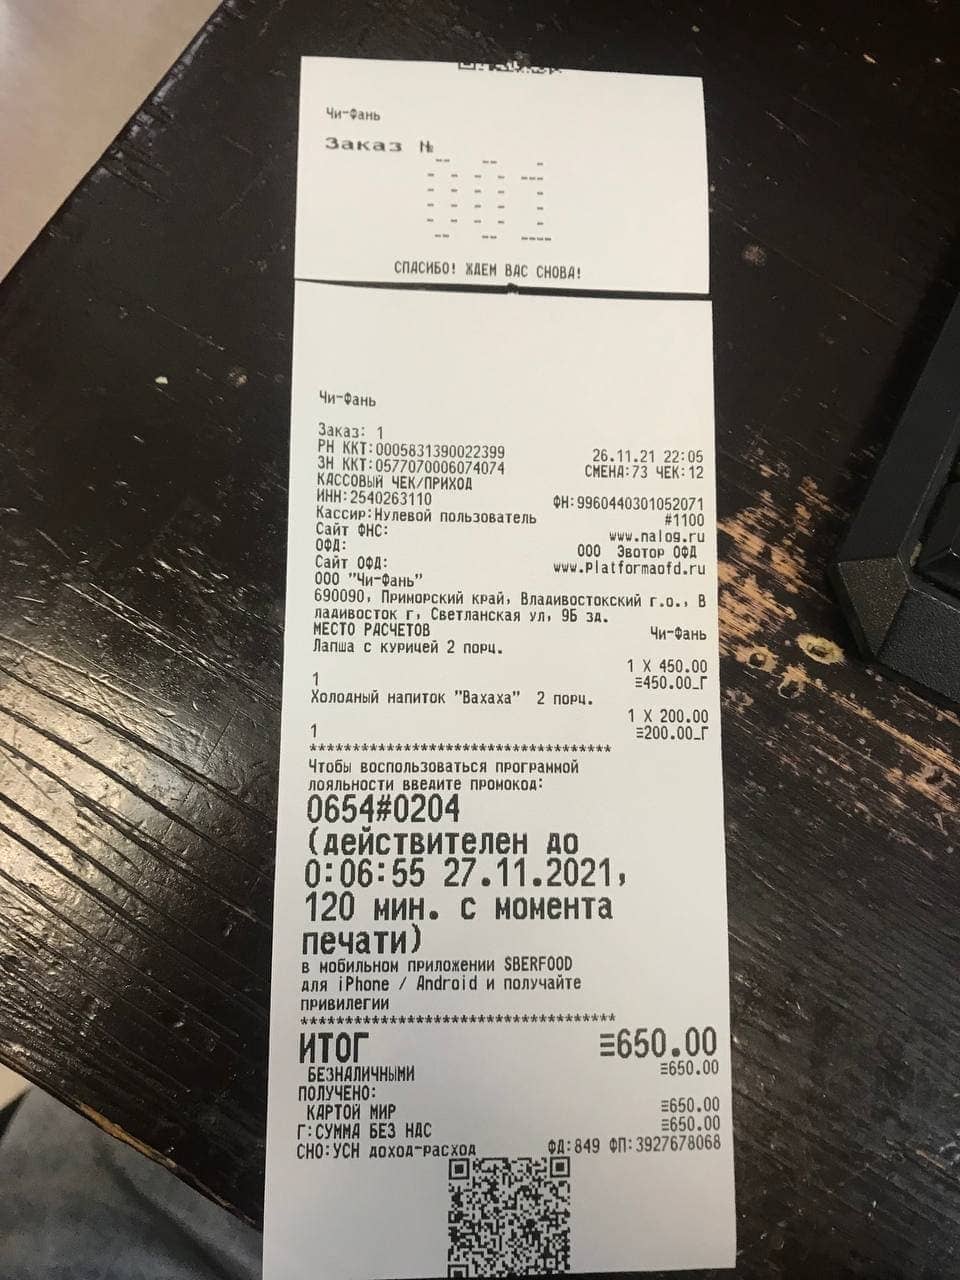 Чи-Фань
Заказ №
СПАСИБО! ЖДЕМ ВАС СНОВА!
Чи-Фань
Заказ: 1
РН ККТ:0005831390022399 26.11.21 22:05
ЗН ККТ:0577070006074074 СМЕНА:73 ЧЕК:12
КАССОВЫЙ ЧЕК/ПРИХОД
ИНН:2540263110 ФН:9960440301052071
Кассир:Нулевой пользователь #1100
Сайт ФНС: www.nalog.ru
ОФД: ООО Эвотор ОФД
Сайт ОФД: www.Platformaofd.ru
ООО "Чи-Фань"
690090, Приморский край, Владивостокский г.о., В
ладивосток г, Светланская ул, 9Б зд.
МЕСТО РАСЧЕТОВ Чи-Фань
Лапша с курицей 2 порц.
1 X 450.00
1 ≡450.00_Г
Холодный напиток "Вахаха" 2 порч.
1 X 200.00
1 ≡200.00_Г
***********************************
Чтобы воспользоваться программой
лояльности введите промокод:
0654#0204
(действителен до
0:06:55 27.11.2021,
120 мин. с момента
печати)
в мобильном приложении SBERFOOD
для iPhone / Android и получайте
привилегии
***********************************
ИТОГ ≡650.00
БЕЗНАЛИЧНЫМИ ≡650.00
ПОЛУЧЕНО:
КАРТОЙ МИР ≡650.00
Г:СУММА БЕЗ НДС ≡650.00
СНО:УСН доход-расход ФД:849 ФП:3927678068